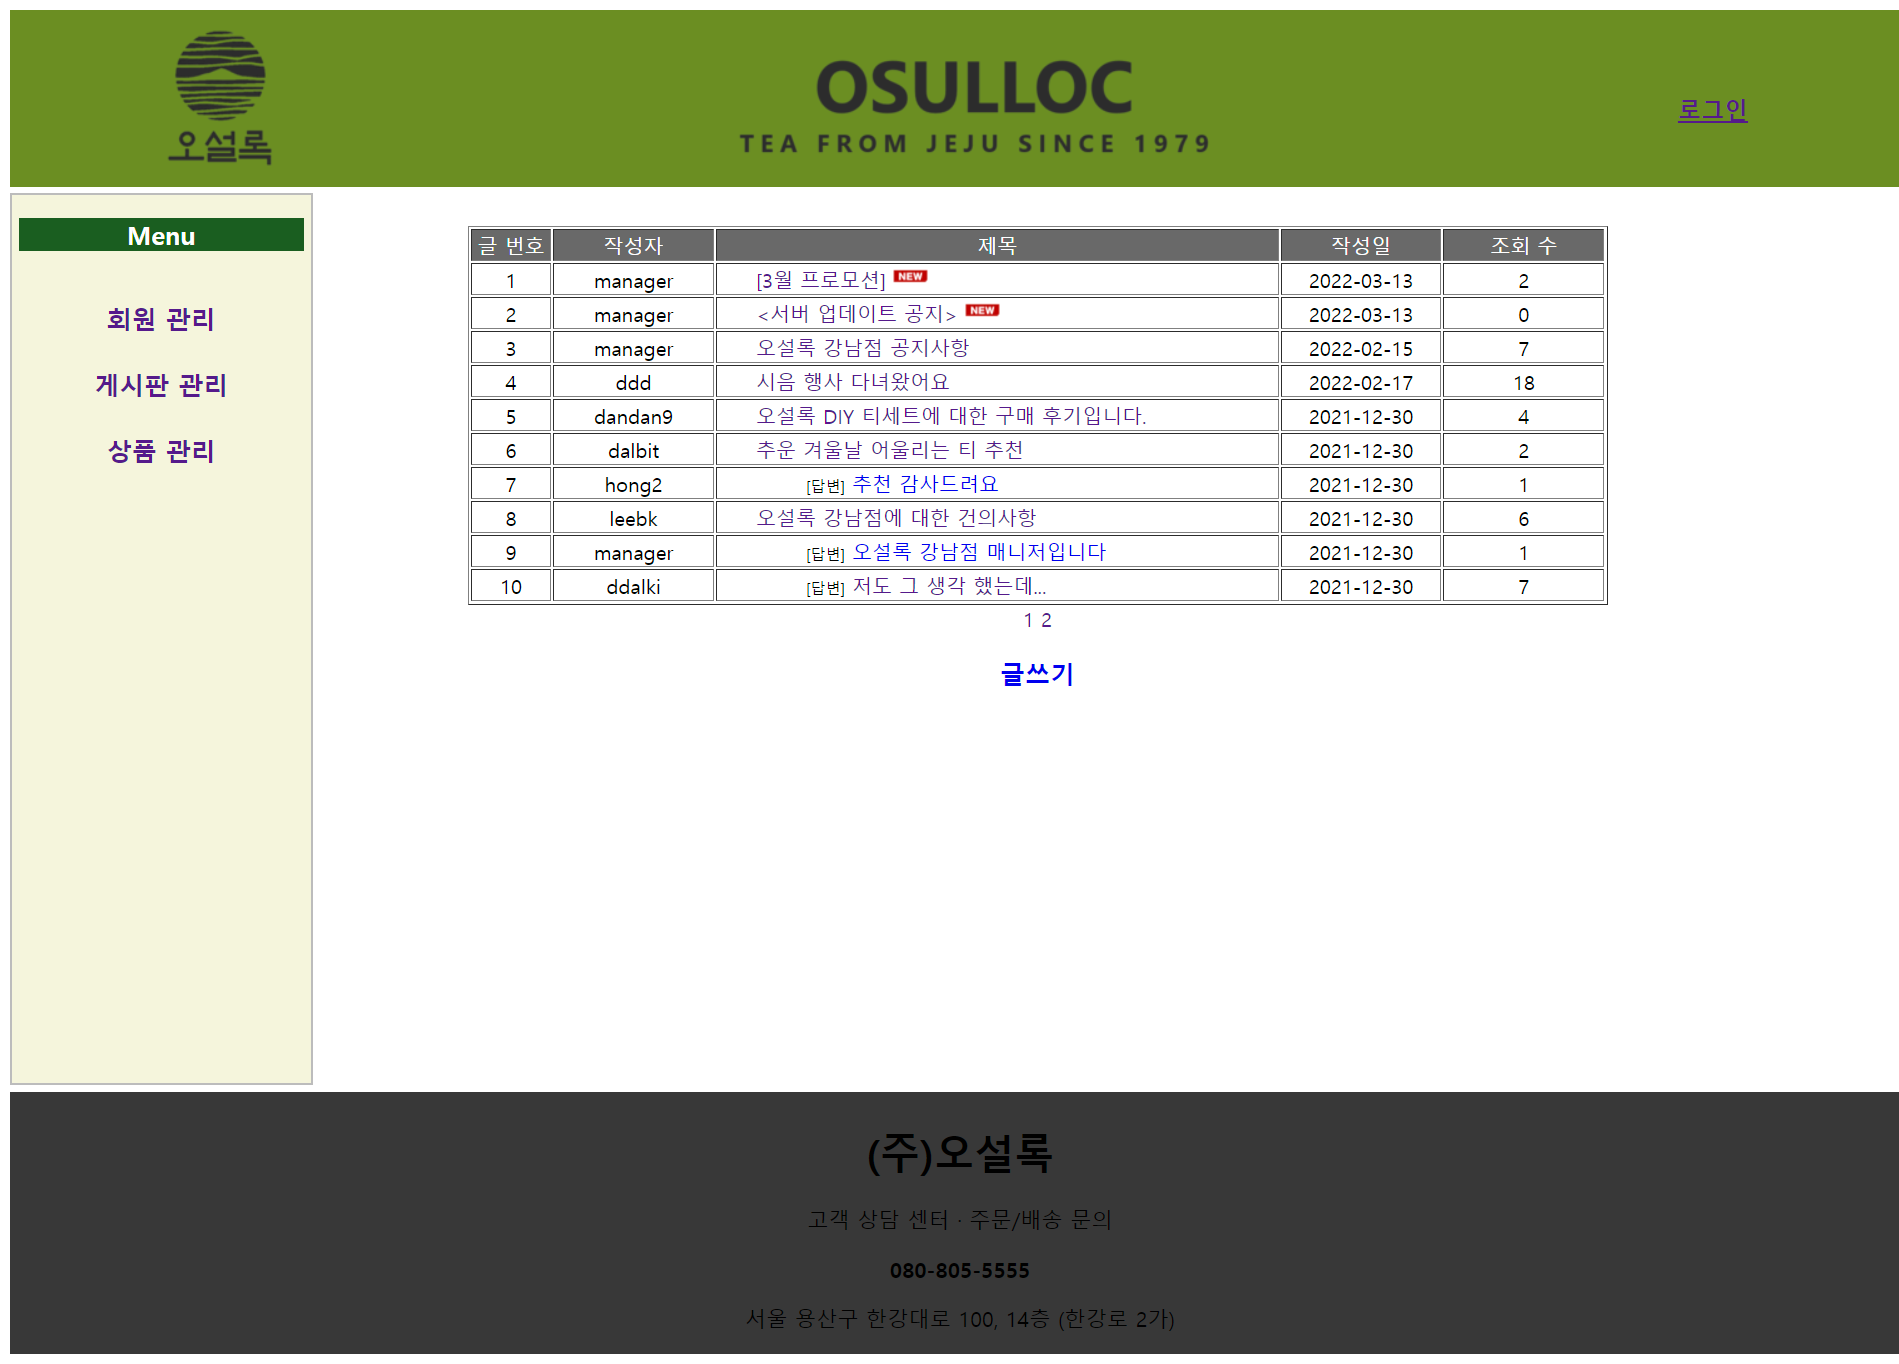 오설록
OSULLOC
TEA FROM JEJU SINCE 1979
로그인
Menu
회원 관리
게시판 관리
상품 관리
글 번호 작성자 제목 작성일 조회 수
1 manager [3월 프로모션] NEW 2022-03-13 2
2 manager <서버 업데이트 공지> NEW 2022-03-13 0
3 manager 오설록 강남점 공지사항 2022-02-15 7
4 ddd 시음 행사 다녀왔어요 2022-02-17 18
5 dandan9 오설록 DIY 티세트에 대한 구매 후기입니다. 2021-12-30 4
6 dalbit 추운 겨울날 어울리는 티 추천 2021-12-30 2
7 hong2 [답변] 추천 감사드려요 2021-12-30 1
8 leebk 오설록 강남점에 대한 건의사항 2021-12-30 6
9 manager [답변] 오설록 강남점 매니저입니다 2021-12-30 1
10 ddalki [답변] 저도 그 생각 했는데... 2021-12-30 7
1 2
글쓰기
(주)오설록
고객 상담 센터 · 주문/배송 문의
080-805-5555
서울 용산구 한강대로 100, 14층 (한강로 2가)